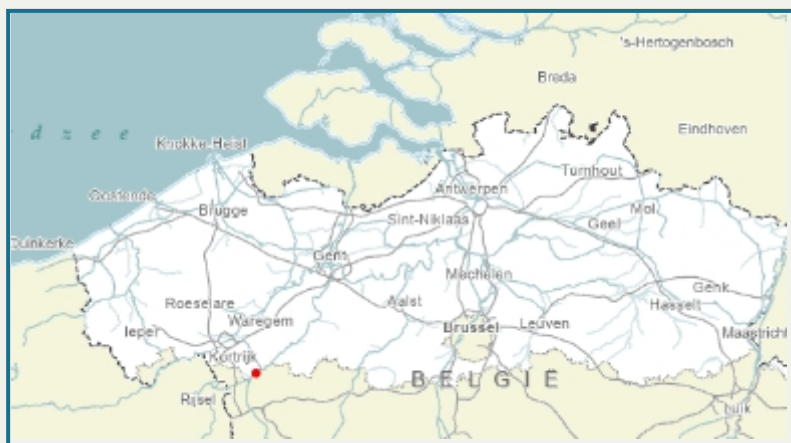 's-Hertogenbosch
Breda
Eindhoven
d z e e
Knokke-Heist
Turnhout
Antwerpen
Oostende
Brugge
Sint-Niklaas
Geel
Mol
Duinkerke
Gent
Mechelen
Genk
Roeselare
Aalst
Hasselt
Ieper
Waregem
Brussel
Leuven
Maastricht
Kortrijk
BELGIË
Rijsel
Luik